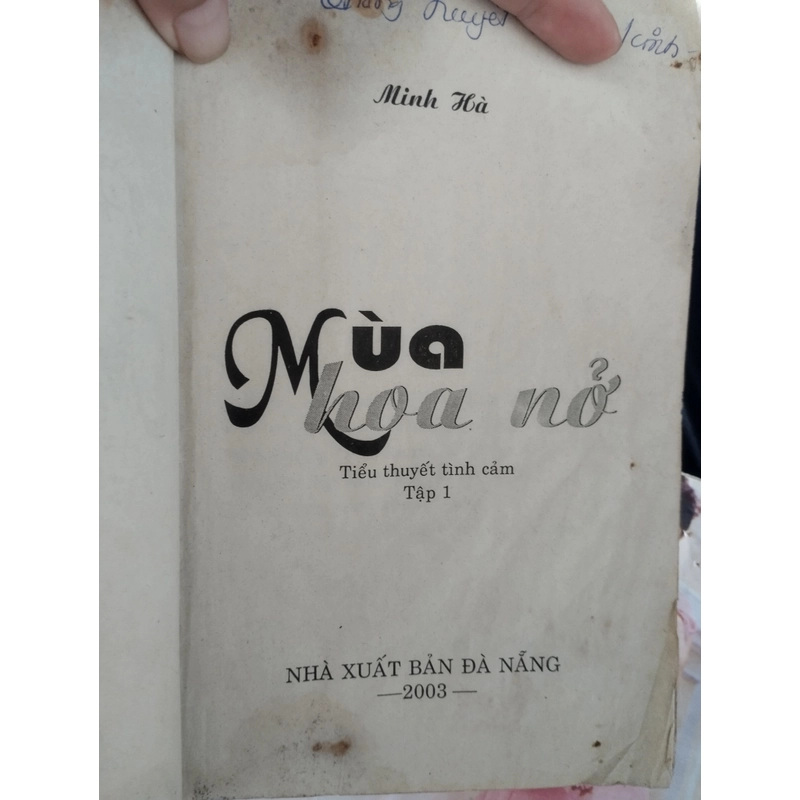 Minh Hà
Mùa
hoa nở
Tiểu thuyết tình cảm
Tập 1
NHÀ XUẤT BẢN ĐÀ NẴNG
—2003—